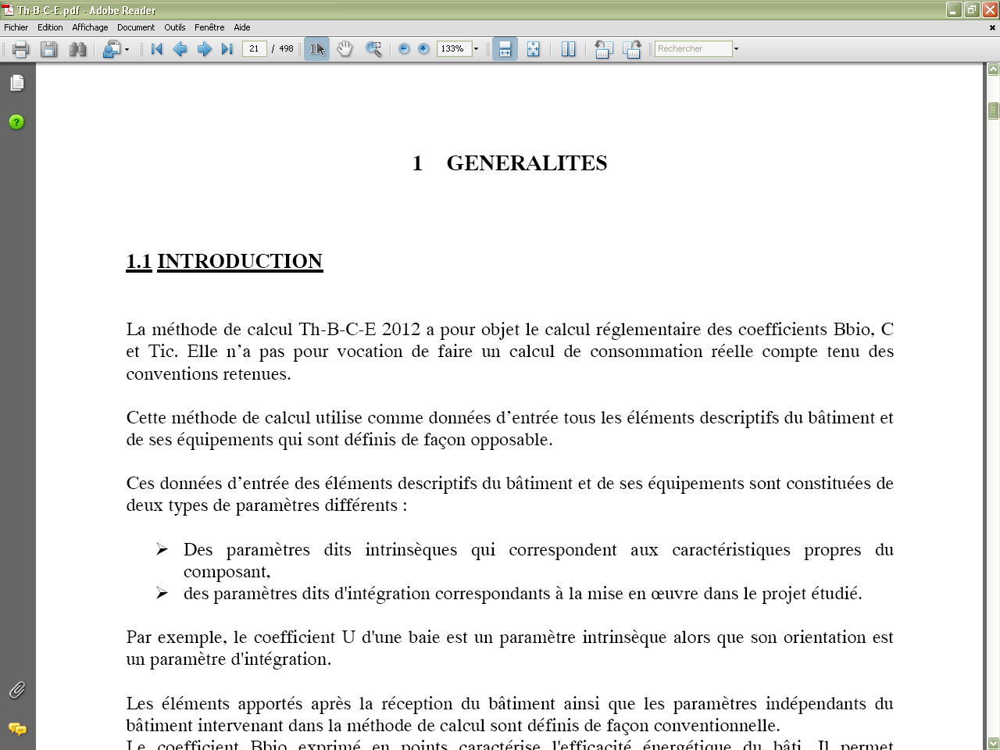 Th-B-C-E.pdf - Adobe Reader
Fichier Edition Affichage Document Outils Fenêtre Aide
21 / 498 133% Rechercher
1 GENERALITES
1.1 INTRODUCTION
La méthode de calcul Th-B-C-E 2012 a pour objet le calcul réglementaire des coefficients Bbio, C
et Tic. Elle n’a pas pour vocation de faire un calcul de consommation réelle compte tenu des
conventions retenues.
Cette méthode de calcul utilise comme données d’entrée tous les éléments descriptifs du bâtiment et
de ses équipements qui sont définis de façon opposable.
Ces données d’entrée des éléments descriptifs du bâtiment et de ses équipements sont constituées de
deux types de paramètres différents :
➢ Des paramètres dits intrinsèques qui correspondent aux caractéristiques propres du
composant,
➢ des paramètres dits d'intégration correspondants à la mise en œuvre dans le projet étudié.
Par exemple, le coefficient U d'une baie est un paramètre intrinsèque alors que son orientation est
un paramètre d'intégration.
Les éléments apportés après la réception du bâtiment ainsi que les paramètres indépendants du
bâtiment intervenant dans la méthode de calcul sont définis de façon conventionnelle.
Le coefficient Bbio exprimé en points caractérise l'efficacité énergétique du bâti. Il permet